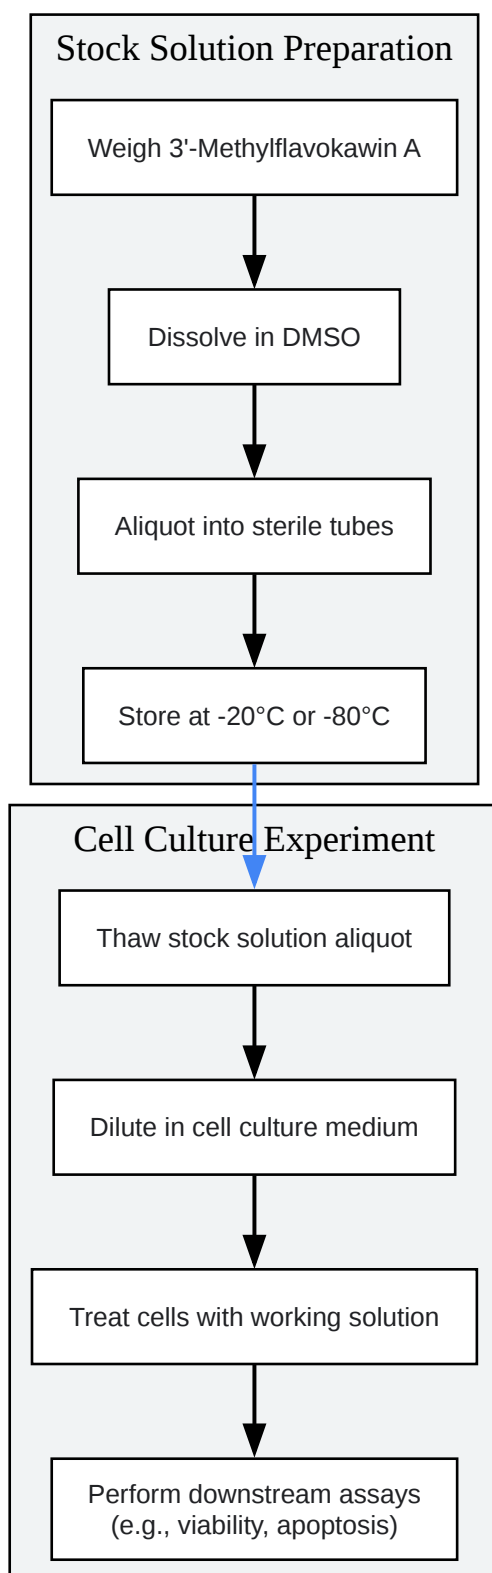 Stock Solution Preparation
Weigh 3'-Methylflavokawin A
Dissolve in DMSO
Aliquot into sterile tubes
Store at -20°C or -80°C
Cell Culture Experiment
Thaw stock solution aliquot
Dilute in cell culture medium
Treat cells with working solution
Perform downstream assays
(e.g., viability, apoptosis)